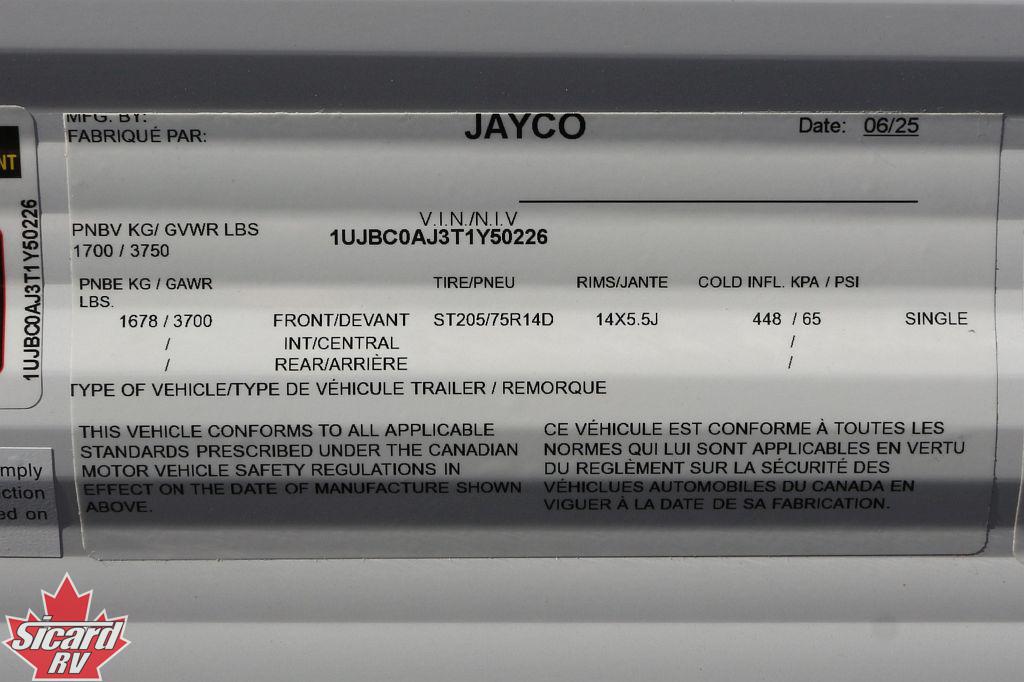 MFG. BY:
FABRIQUÉ PAR:
JAYCO
Date: 06/25
PNBV KG/ GVWR LBS
1700 / 3750
V.I.N./N.I.V
1UJBC0AJ3T1Y50226
PNBE KG / GAWR LBS. TIRE/PNEU RIMS/JANTE COLD INFL. KPA / PSI
1678 / 3700 FRONT/DEVANT ST205/75R14D 14X5.5J 448 / 65 SINGLE
/ INT/CENTRAL /
/ REAR/ARRIÈRE /
TYPE OF VEHICLE/TYPE DE VÉHICULE TRAILER / REMORQUE
THIS VEHICLE CONFORMS TO ALL APPLICABLE
STANDARDS PRESCRIBED UNDER THE CANADIAN
MOTOR VEHICLE SAFETY REGULATIONS IN
EFFECT ON THE DATE OF MANUFACTURE SHOWN
ABOVE.
CE VÉHICULE EST CONFORME À TOUTES LES
NORMES QUI LUI SONT APPLICABLES EN VERTU
DU REGLÈMENT SUR LA SÉCURITÉ DES
VÉHICLUES AUTOMOBILES DU CANADA EN
VIGUER À LA DATE DE SA FABRICATION.
NT
1UJBC0AJ3T1Y50226
mply
ction
ed on
Sicard
RV